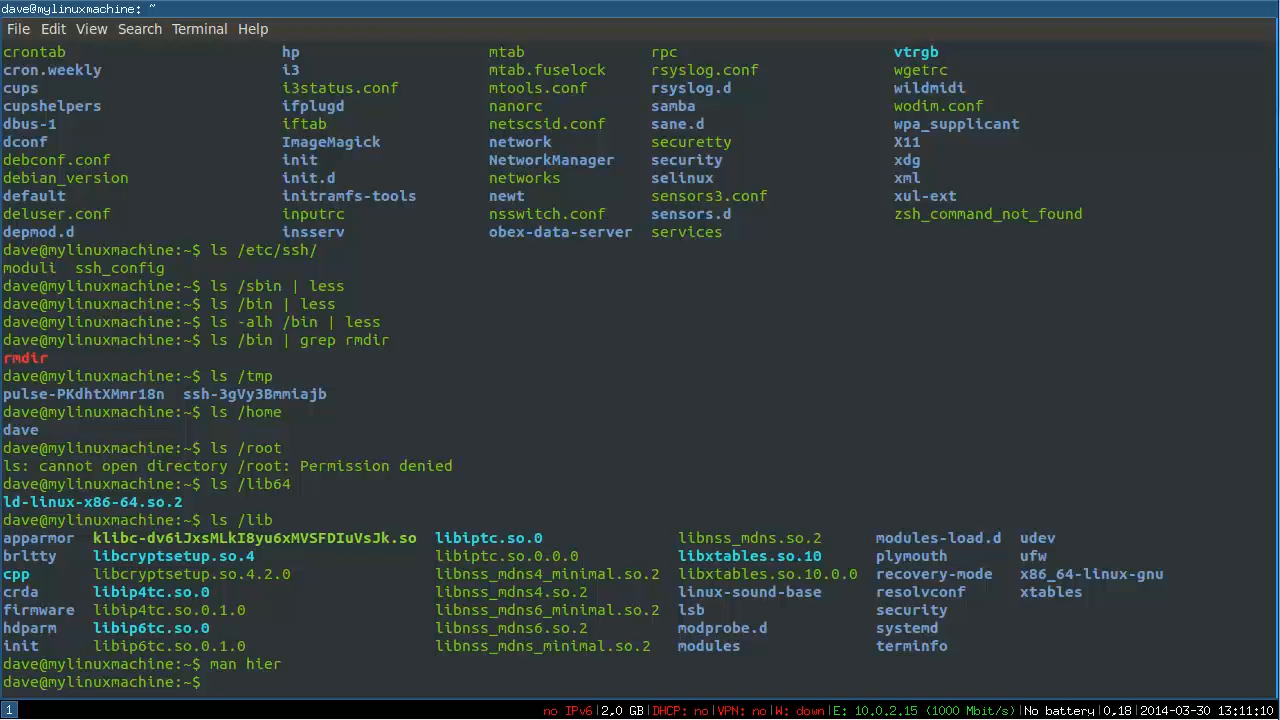 dave@mylinuxmachine: ~
File Edit View Search Terminal Help
crontab hp mtab rpc vtrgb
cron.weekly i3 mtab.fuselock rsyslog.conf wgetrc
cups i3status.conf mtools.conf rsyslog.d wildmidi
cupshelpers ifplugd nanorc samba wodim.conf
dbus-1 iftab netscsid.conf sane.d wpa_supplicant
dconf ImageMagick network securetty X11
debconf.conf init NetworkManager security xdg
debian_version init.d networks selinux xml
default initramfs-tools newt sensors3.conf xul-ext
deluser.conf inputrc nsswitch.conf sensors.d zsh_command_not_found
depmod.d insserv obex-data-server services
dave@mylinuxmachine:~$ ls /etc/ssh/
moduli ssh_config
dave@mylinuxmachine:~$ ls /sbin | less
dave@mylinuxmachine:~$ ls /bin | less
dave@mylinuxmachine:~$ ls -alh /bin | less
dave@mylinuxmachine:~$ ls /bin | grep rmdir
rmdir
dave@mylinuxmachine:~$ ls /tmp
pulse-PKdhtXMmr18n ssh-3gVy3Bmmiajb
dave@mylinuxmachine:~$ ls /home
dave
dave@mylinuxmachine:~$ ls /root
ls: cannot open directory /root: Permission denied
dave@mylinuxmachine:~$ ls /lib64
ld-linux-x86-64.so.2
dave@mylinuxmachine:~$ ls /lib
apparmor klibc-dv6iJxsMLkI8yu6xMVSFDIuVsJk.so libiptc.so.0 libnss_mdns.so.2 modules-load.d udev
brltty libcryptsetup.so.4 libiptc.so.0.0.0 libxtables.so.10 plymouth ufw
cpp libcryptsetup.so.4.2.0 libnss_mdns4_minimal.so.2 libxtables.so.10.0.0 recovery-mode x86_64-linux-gnu
crda libip4tc.so.0 libnss_mdns4.so.2 linux-sound-base resolvconf xtables
firmware libip4tc.so.0.1.0 libnss_mdns6_minimal.so.2 lsb security
hdparm libip6tc.so.0 libnss_mdns6.so.2 modprobe.d systemd
init libip6tc.so.0.1.0 libnss_mdns_minimal.so.2 modules terminfo
dave@mylinuxmachine:~$ man hier
dave@mylinuxmachine:~$
1 no IPv6|2,0 GB|DHCP: no|VPN: no|W: down|E: 10.0.2.15 (1000 Mbit/s)|No battery|0,18|2014-03-30 13:11:10